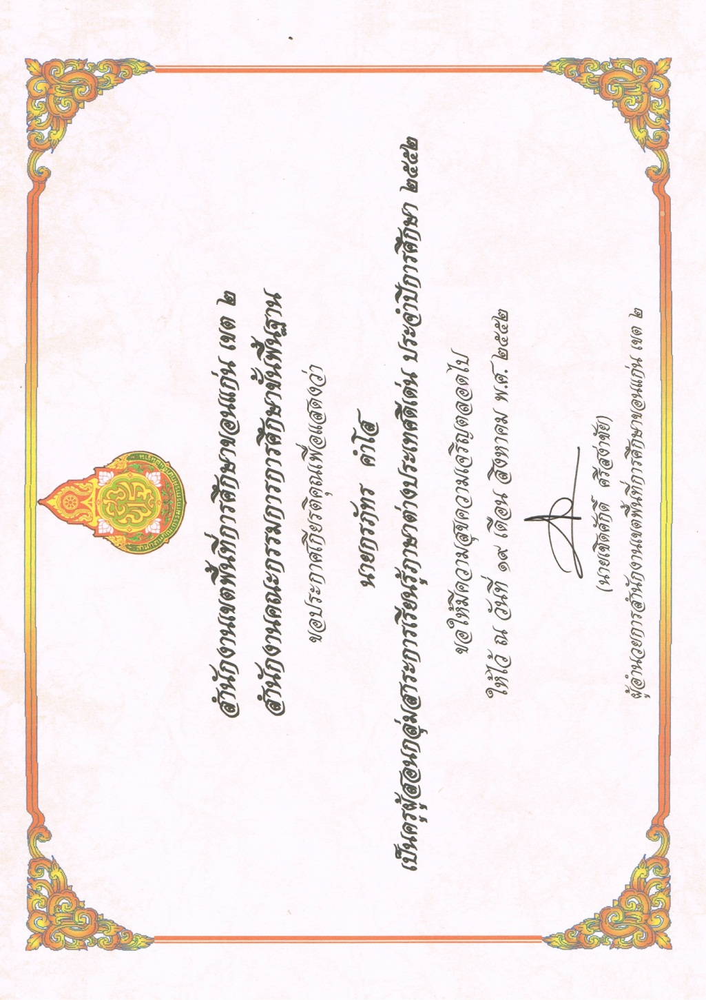 สำนักงานเขตพื้นที่การศึกษาขอนแก่น เขต ๒
สำนักงานคณะกรรมการการศึกษาขั้นพื้นฐาน
ขอประกาศเกียรติคุณเพื่อแสดงว่า
นายกรภัทร คำโส
เป็นครูผู้สอนกลุ่มสาระการเรียนรู้ภาษาต่างประเทศดีเด่น ประจำปีการศึกษา ๒๕๕๒
ขอให้มีความสุขความเจริญตลอดไป
ให้ไว้ ณ วันที่ ๑๙ เดือน สิงหาคม พ.ศ. ๒๕๕๒
(นายเชิดศักดิ์ ศรีสง่าชัย)
ผู้อำนวยการสำนักงานเขตพื้นที่การศึกษาขอนแก่น เขต ๒